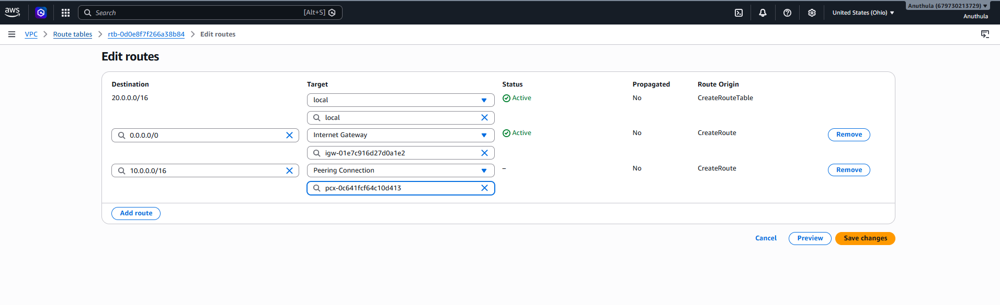 aws
Search [Alt+S]
United States (Ohio)
Anuthula (679730213729)
Anuthula
VPC
Route tables
rtb-0d0e8f7f266a38b84
Edit routes
Edit routes
Destination Target Status Propagated Route Origin
20.0.0.0/16 local Active No CreateRouteTable
local
0.0.0.0/0 Internet Gateway Active No CreateRoute Remove
igw-01e7c916d27d0a1e2
10.0.0.0/16 Peering Connection – No CreateRoute Remove
pcx-0c641fcf64c10d413
Add route
Cancel Preview Save changes